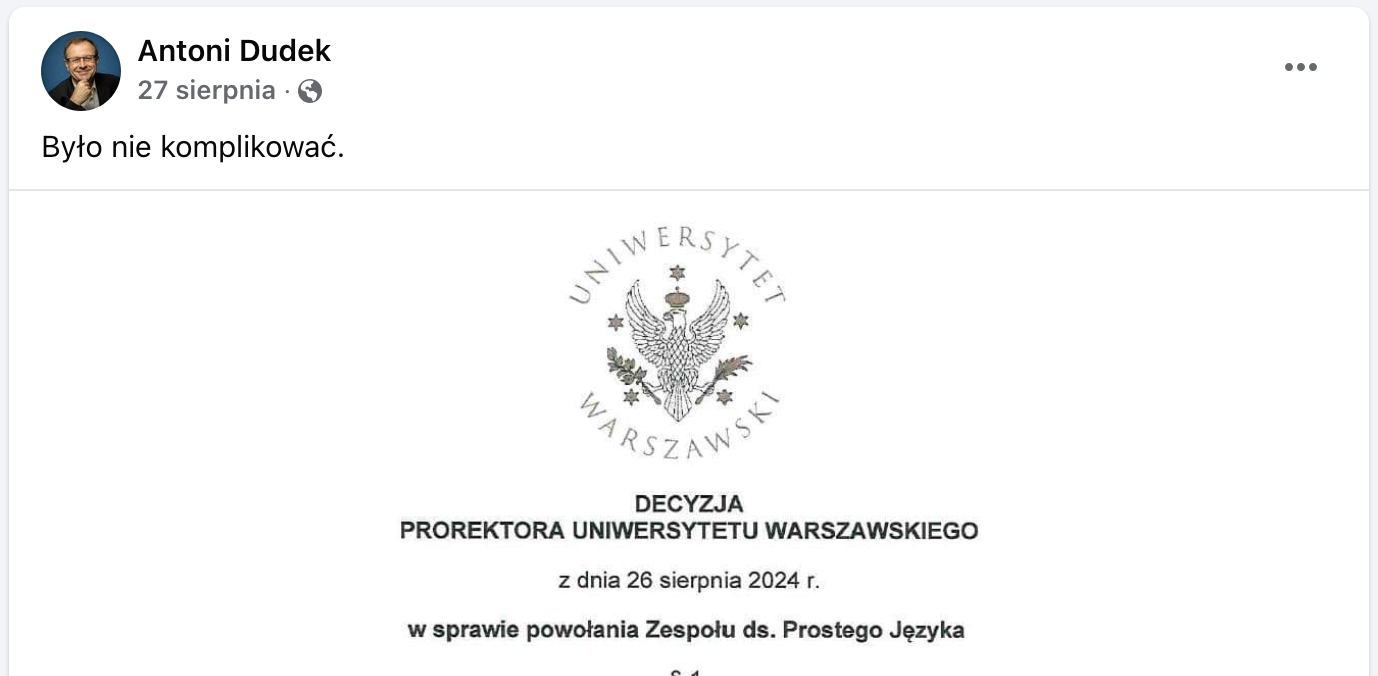 Antoni Dudek
27 sierpnia ·
Było nie komplikować.
UNIWERSYTET
WARSZAWSKI
DECYZJA
PROREKTORA UNIWERSYTETU WARSZAWSKIEGO
z dnia 26 sierpnia 2024 r.
w sprawie powołania Zespołu ds. Prostego Języka